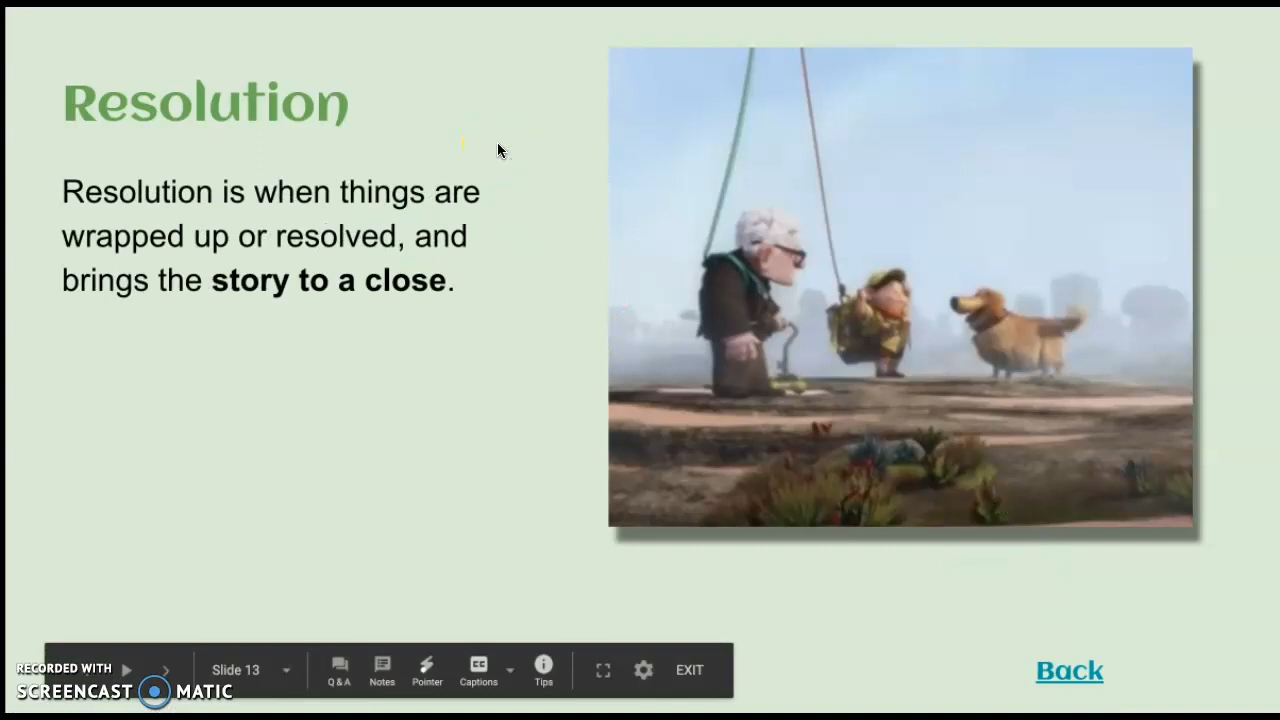 Resolution
Resolution is when things are
wrapped up or resolved, and
brings the story to a close.
Slide 13
Q&A
Notes
Pointer
CC
Captions
Tips
EXIT
Back
RECORDED WITH
SCREENCAST MATIC